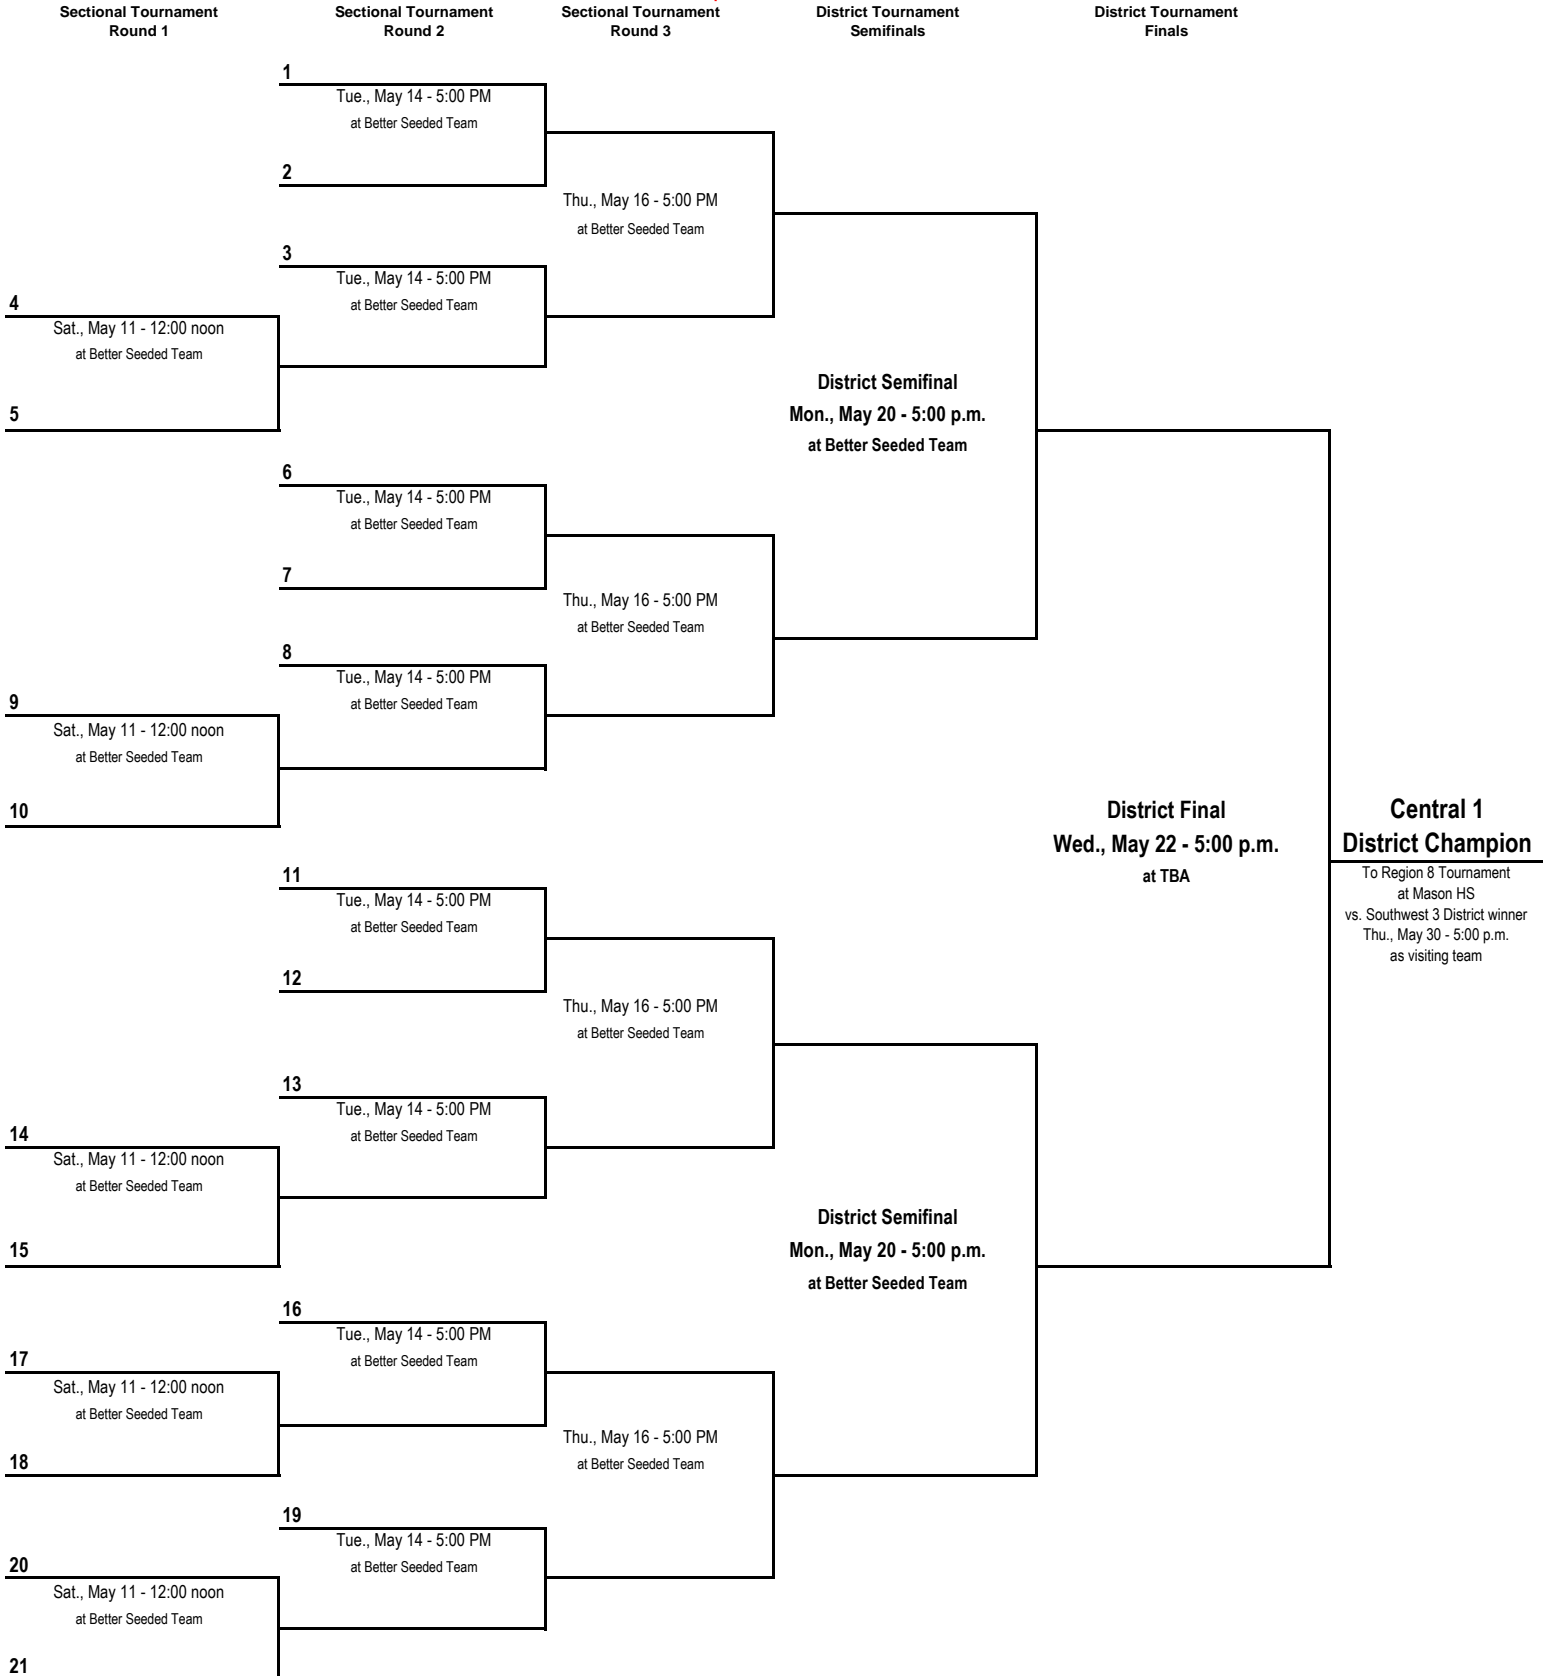 Sectional Tournament
Round 1
Sectional Tournament
Round 2
Sectional Tournament
Round 3
District Tournament
Semifinals
District Tournament
Finals
1
Tue., May 14 - 5:00 PM
at Better Seeded Team
2
Thu., May 16 - 5:00 PM
at Better Seeded Team
3
Tue., May 14 - 5:00 PM
at Better Seeded Team
4
Sat., May 11 - 12:00 noon
at Better Seeded Team
5
District Semifinal
Mon., May 20 - 5:00 p.m.
at Better Seeded Team
6
Tue., May 14 - 5:00 PM
at Better Seeded Team
7
Thu., May 16 - 5:00 PM
at Better Seeded Team
8
Tue., May 14 - 5:00 PM
at Better Seeded Team
9
Sat., May 11 - 12:00 noon
at Better Seeded Team
10
District Final
Wed., May 22 - 5:00 p.m.
at TBA
Central 1
District Champion
To Region 8 Tournament
at Mason HS
vs. Southwest 3 District winner
Thu., May 30 - 5:00 p.m.
as visiting team
11
Tue., May 14 - 5:00 PM
at Better Seeded Team
12
Thu., May 16 - 5:00 PM
at Better Seeded Team
13
Tue., May 14 - 5:00 PM
at Better Seeded Team
14
Sat., May 11 - 12:00 noon
at Better Seeded Team
15
District Semifinal
Mon., May 20 - 5:00 p.m.
at Better Seeded Team
16
Tue., May 14 - 5:00 PM
at Better Seeded Team
17
Sat., May 11 - 12:00 noon
at Better Seeded Team
18
Thu., May 16 - 5:00 PM
at Better Seeded Team
19
Tue., May 14 - 5:00 PM
at Better Seeded Team
20
Sat., May 11 - 12:00 noon
at Better Seeded Team
21